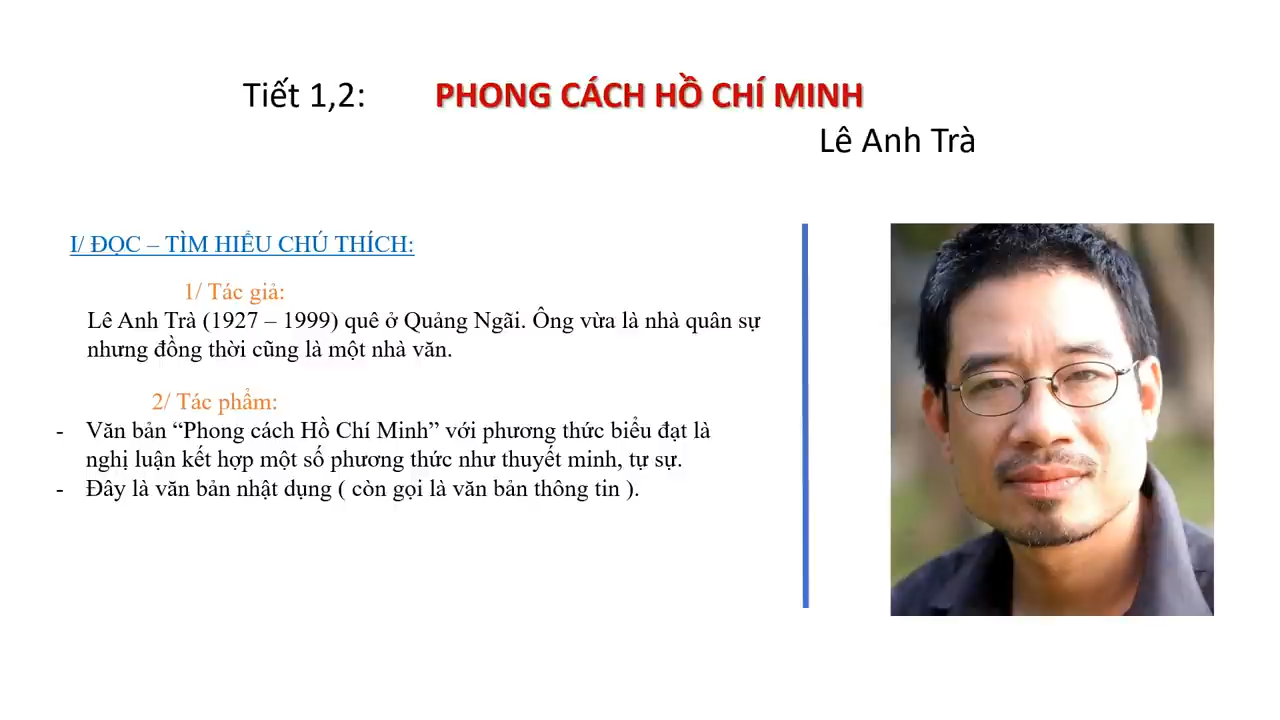 Tiết 1,2: PHONG CÁCH HỒ CHÍ MINH
Lê Anh Trà
I/ ĐỌC – TÌM HIỂU CHÚ THÍCH:
1/ Tác giả:
Lê Anh Trà (1927 – 1999) quê ở Quảng Ngãi. Ông vừa là nhà quân sự
nhưng đồng thời cũng là một nhà văn.
2/ Tác phẩm:
- Văn bản “Phong cách Hồ Chí Minh” với phương thức biểu đạt là
nghị luận kết hợp một số phương thức như thuyết minh, tự sự.
- Đây là văn bản nhật dụng ( còn gọi là văn bản thông tin ).